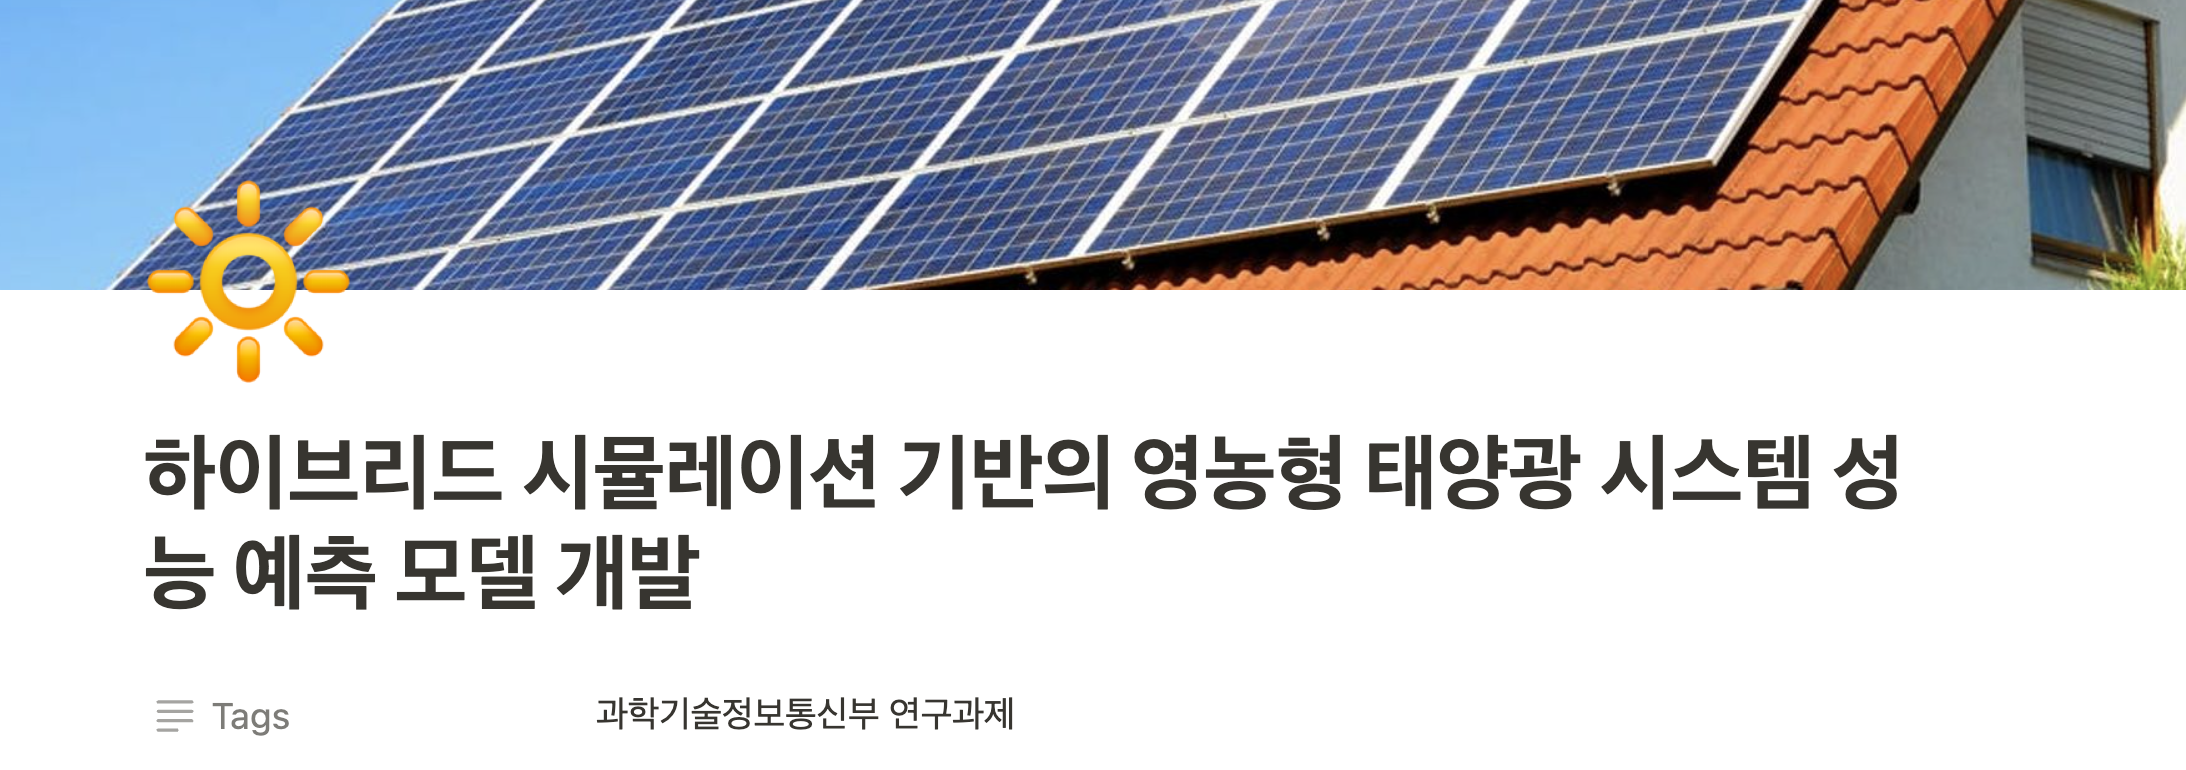 하이브리드 시뮬레이션 기반의 영농형 태양광 시스템 성
능 예측 모델 개발
Tags 과학기술정보통신부 연구과제